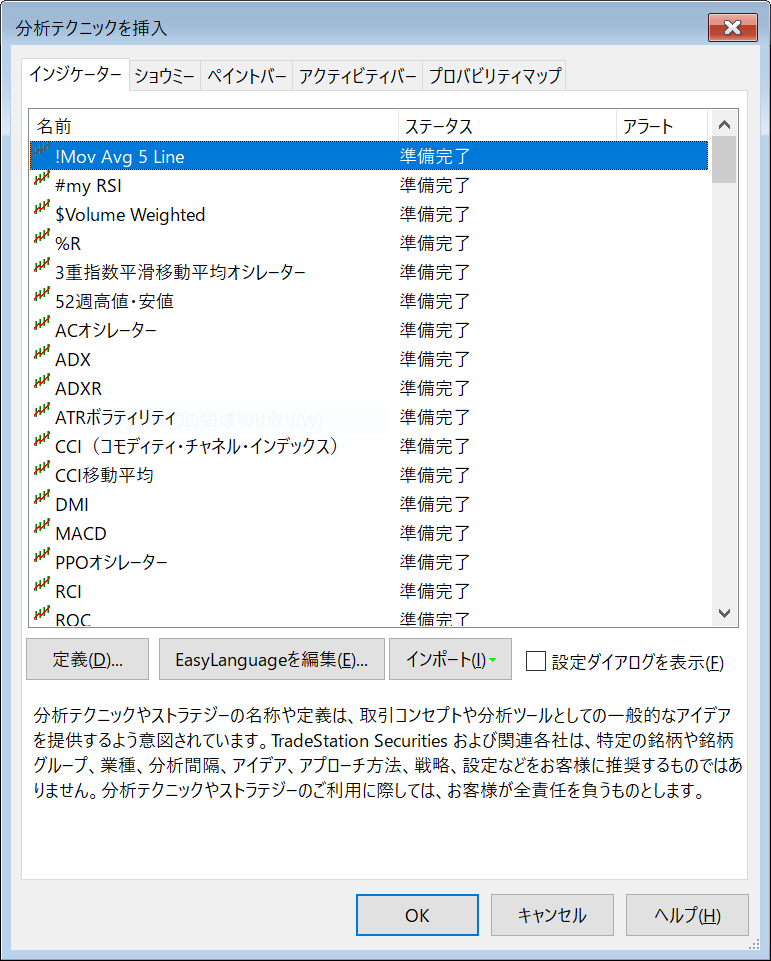 分析テクニックを挿入
インジケーター ショウミー ペイントバー アクティビティバー プロバビリティマップ
名前 ステータス アラート
!Mov Avg 5 Line 準備完了
#my RSI 準備完了
$Volume Weighted 準備完了
%R 準備完了
3重指数平滑移動平均オシレーター 準備完了
52週高値・安値 準備完了
ACオシレーター 準備完了
ADX 準備完了
ADXR 準備完了
ATRボラティリティ 準備完了
の領域切り取り(W)
CCI（コモディティ・チャネル・インデックス） 準備完了
CCI移動平均 準備完了
DMI 準備完了
MACD 準備完了
PPOオシレーター 準備完了
RCI 準備完了
ROC 準備完了
定義(D)... EasyLanguageを編集(E)... インポート(I) 設定ダイアログを表示(F)
分析テクニックやストラテジーの名称や定義は、取引コンセプトや分析ツールとしての一般的なアイデア
を提供するよう意図されています。TradeStation Securities および関連各社は、特定の銘柄や銘柄
グループ、業種、分析間隔、アイデア、アプローチ方法、戦略、設定などをお客様に推奨するものではあ
りません。分析テクニックやストラテジーのご利用に際しては、お客様が全責任を負うものとします。
OK キャンセル ヘルプ(H)